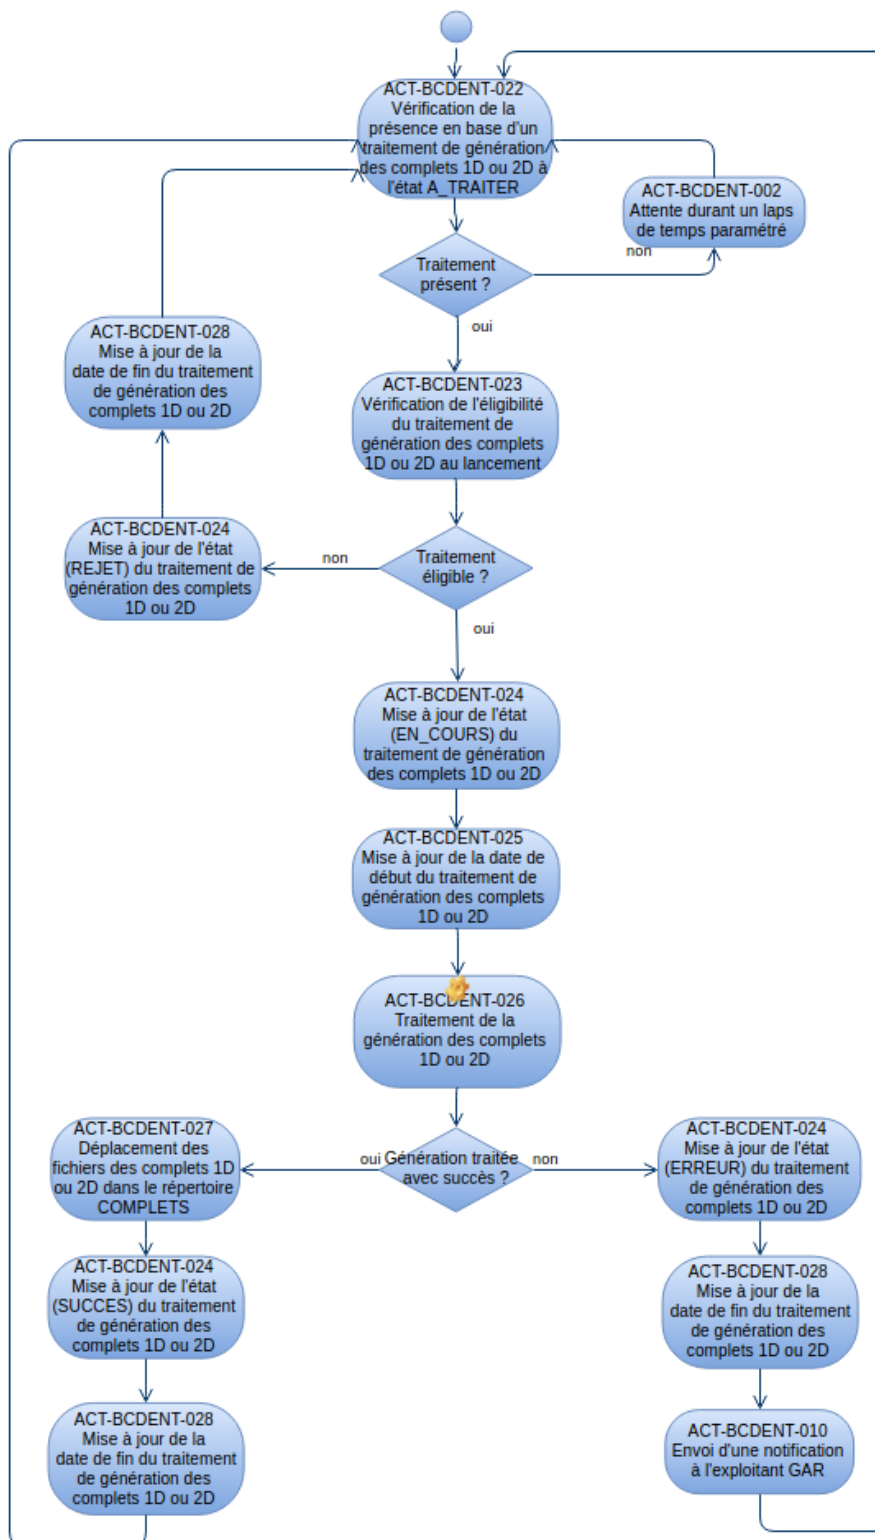 ACT-BCDENT-022
Vérification de la
présence en base d'un
traitement de génération
des complets 1D ou 2D à
l'état A_TRAITER
ACT-BCDENT-002
Attente durant un laps
de temps paramétré
non
Traitement
présent ?
oui
ACT-BCDENT-028
Mise à jour de la
date de fin du traitement
de génération des
complets 1D ou 2D
ACT-BCDENT-023
Vérification de l'éligibilité
du traitement de
génération des complets
1D ou 2D au lancement
ACT-BCDENT-024
Mise à jour de l'état
(REJET) du traitement de
génération des complets
1D ou 2D
non
Traitement
éligible ?
oui
ACT-BCDENT-024
Mise à jour de l'état
(EN_COURS) du
traitement de génération
des complets 1D ou 2D
ACT-BCDENT-025
Mise à jour de la date de
début du traitement de
génération des complets
1D ou 2D
ACT-BCDENT-026
Traitement de la
génération des complets
1D ou 2D
oui
Génération traitée
avec succès ?
non
ACT-BCDENT-027
Déplacement des
fichiers des complets 1D
ou 2D dans le répertoire
COMPLETS
ACT-BCDENT-024
Mise à jour de l'état
(ERREUR) du traitement
de génération des
complets 1D ou 2D
ACT-BCDENT-024
Mise à jour de l'état
(SUCCES) du traitement
de génération des
complets 1D ou 2D
ACT-BCDENT-028
Mise à jour de la
date de fin du traitement
de génération des
complets 1D ou 2D
ACT-BCDENT-028
Mise à jour de la
date de fin du traitement
de génération des
complets 1D ou 2D
ACT-BCDENT-010
Envoi d'une notification
à l'exploitant GAR